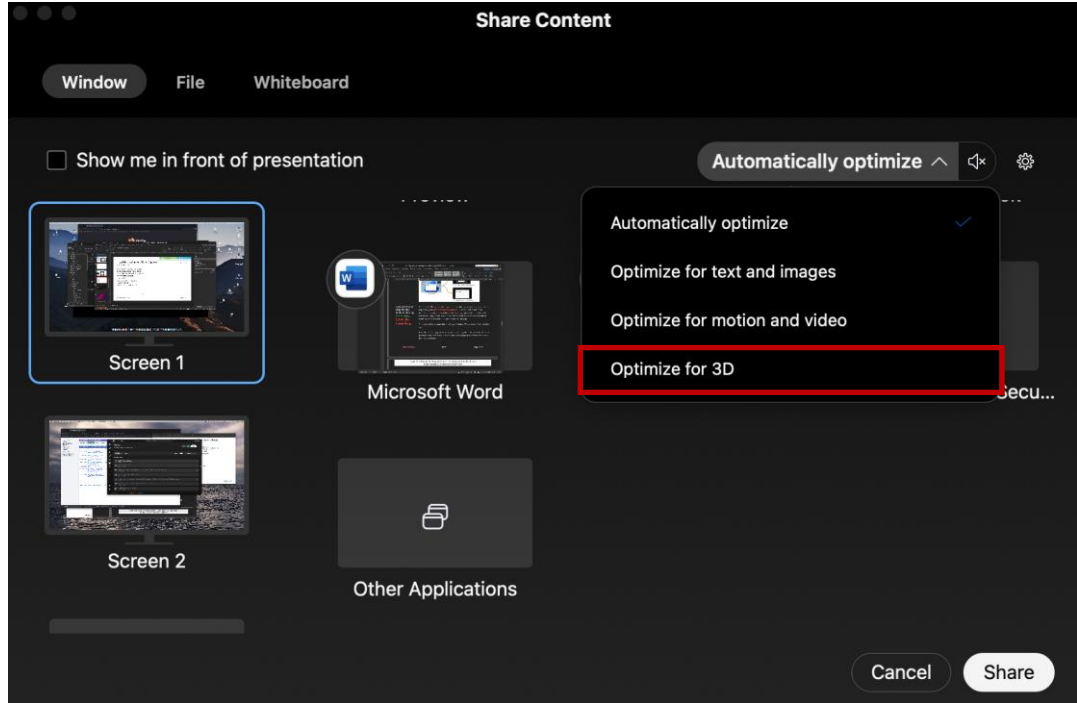 Share Content
Window File Whiteboard
Show me in front of presentation
Automatically optimize
Automatically optimize
Optimize for text and images
Optimize for motion and video
Optimize for 3D
Screen 1
W
Microsoft Word
Secu...
Screen 2
Other Applications
Cancel Share